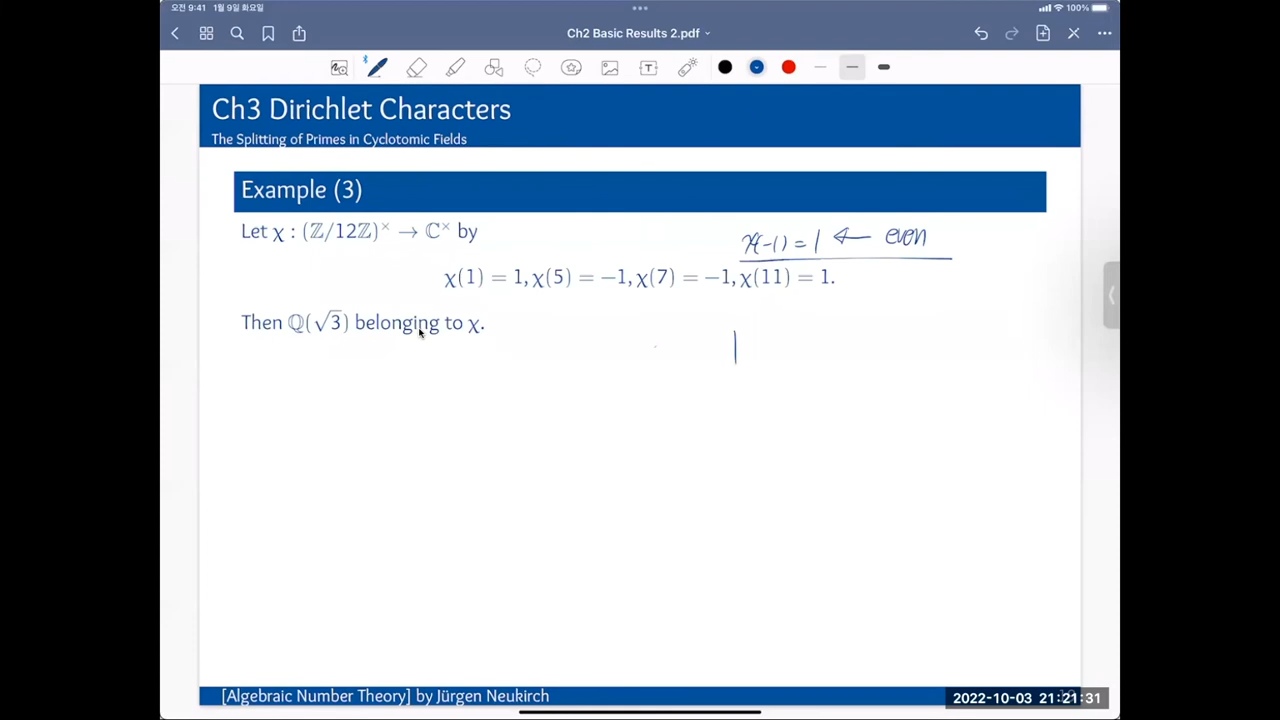 오전 9:41 1월 9일 화요일
100%
Ch2 Basic Results 2.pdf
Ch3 Dirichlet Characters
The Splitting of Primes in Cyclotomic Fields
Example (3)
Let χ : (ℤ/12ℤ)ˣ → ℂˣ by
χ(-1) = 1 ← even
χ(1) = 1, χ(5) = −1, χ(7) = −1, χ(11) = 1.
Then ℚ(√3) belonging to χ.
[Algebraic Number Theory] by Jürgen Neukirch
2022-10-03 21:21:31